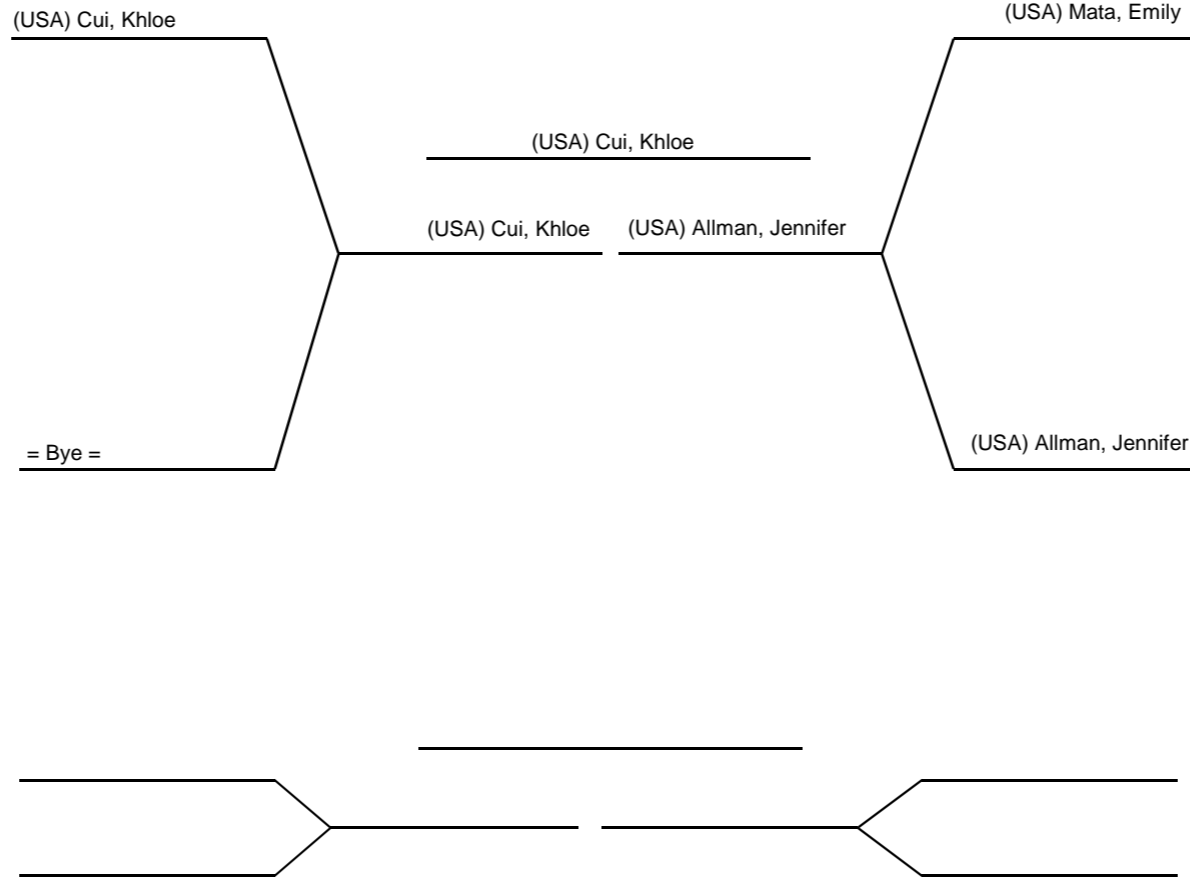 (USA) Cui, Khloe
(USA) Mata, Emily
(USA) Cui, Khloe
(USA) Cui, Khloe
(USA) Allman, Jennifer
= Bye =
(USA) Allman, Jennifer